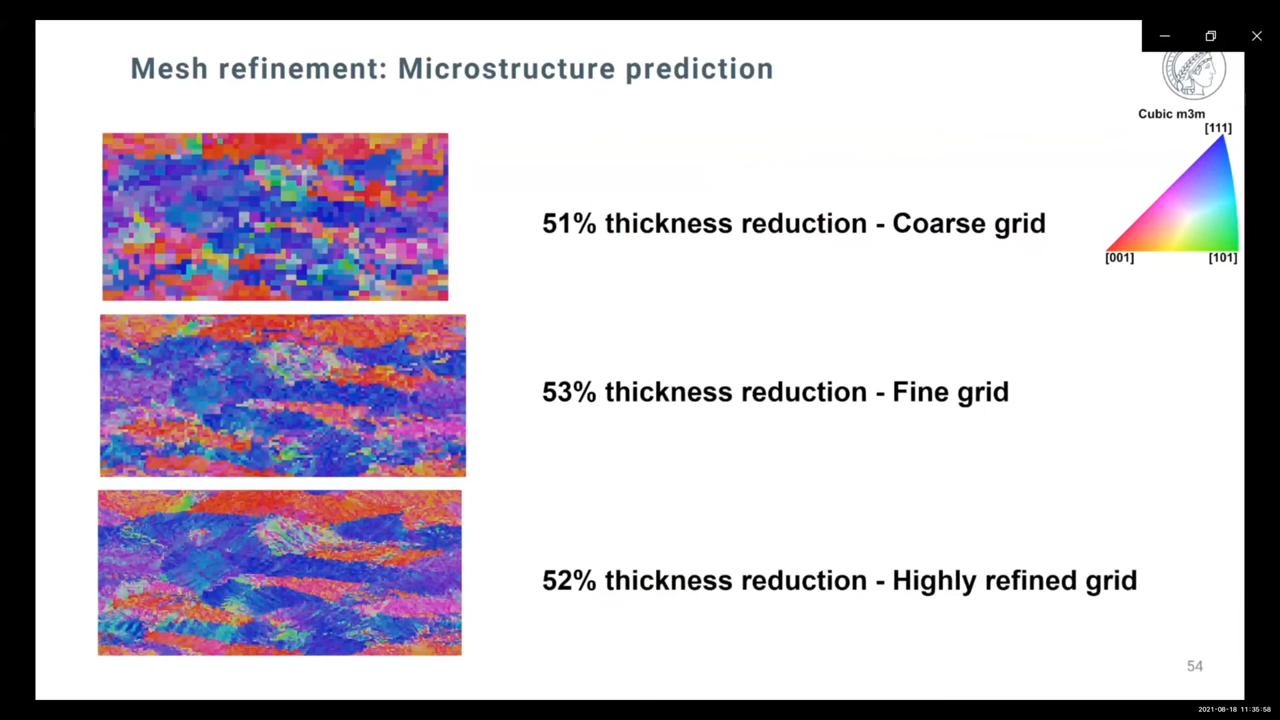 Mesh refinement: Microstructure prediction
Cubic m3m
[111]
[001]
[101]
51% thickness reduction - Coarse grid
53% thickness reduction - Fine grid
52% thickness reduction - Highly refined grid
54
2021-08-18 11:35:58